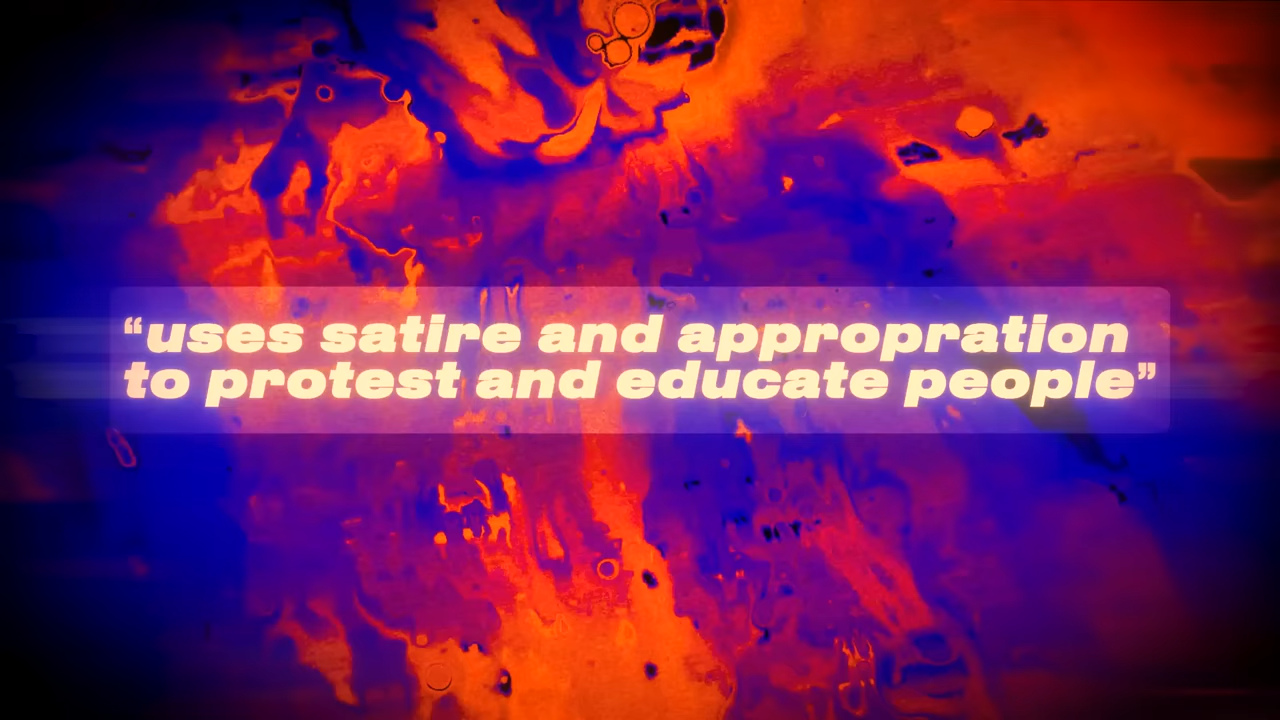 “uses satire and appropration
to protest and educate people”